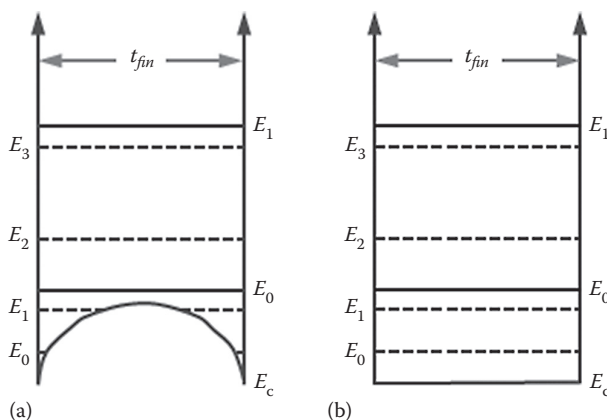 t_fin t_fin
E_1 E_1
E_3 E_3
E_2 E_2
E_0 E_0
E_1 E_1
E_0 E_0
E_c E_c
(a) (b)